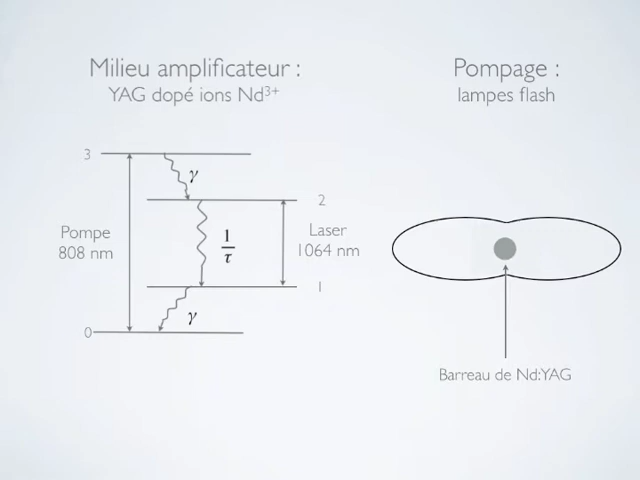 Milieu amplificateur :
YAG dopé ions Nd³⁺
Pompage :
lampes flash
3
γ
2
Pompe
808 nm
1
τ
Laser
1064 nm
1
γ
0
Barreau de Nd:YAG